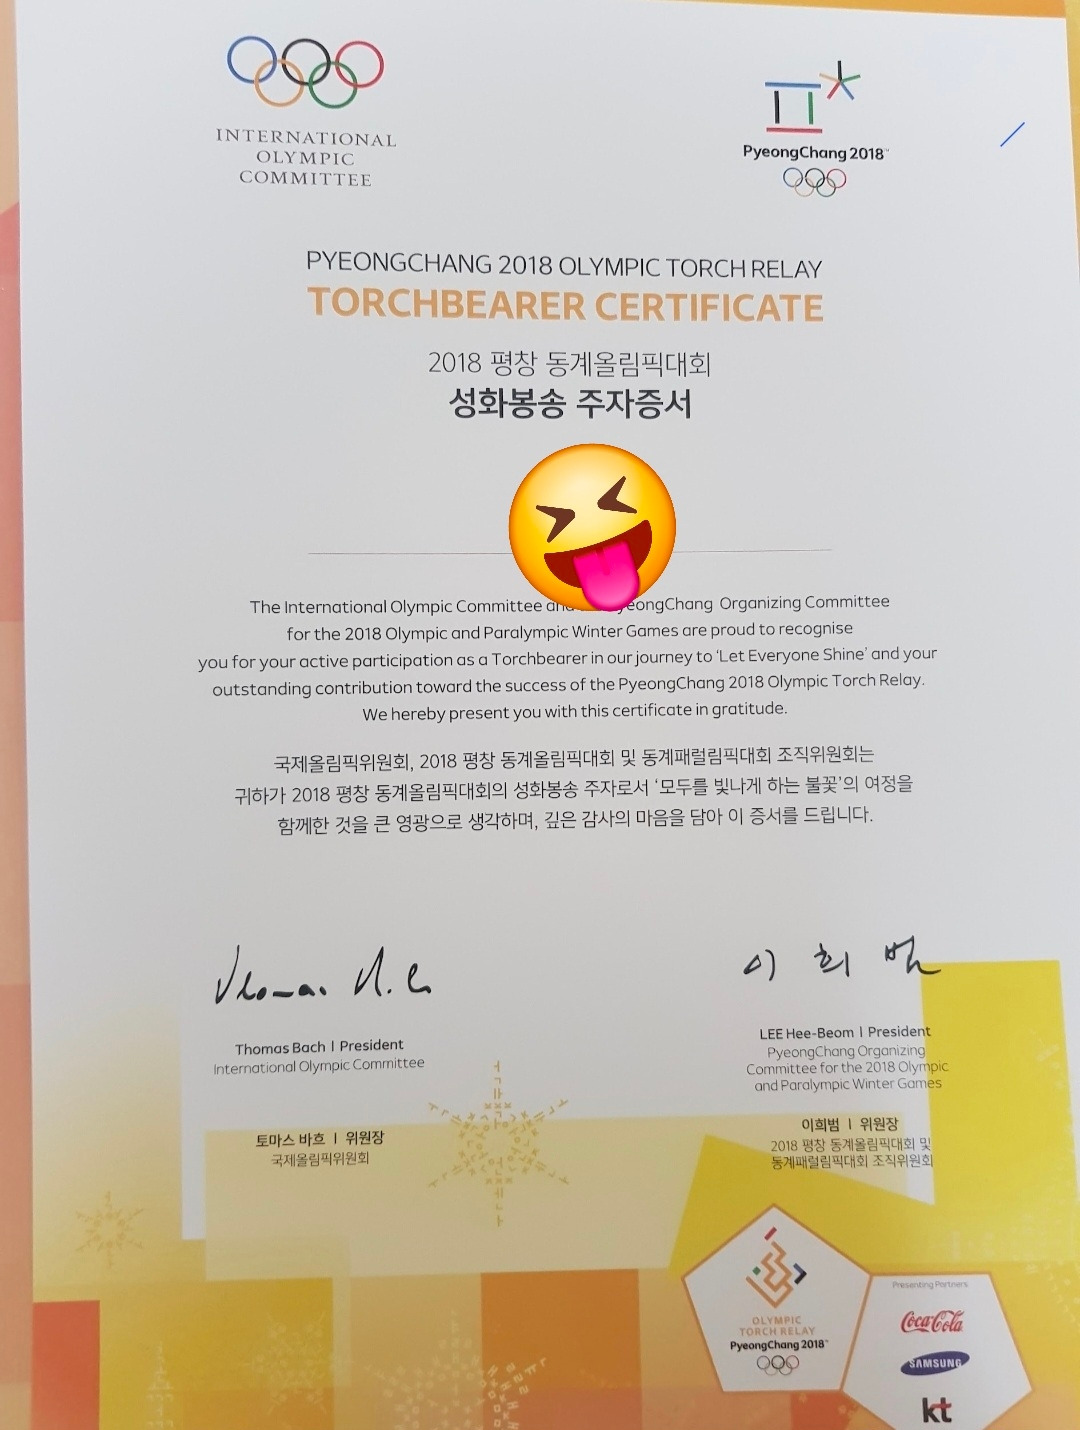 INTERNATIONAL
OLYMPIC
COMMITTEE
PyeongChang 2018™
PYEONGCHANG 2018 OLYMPIC TORCH RELAY
TORCHBEARER CERTIFICATE
2018 평창 동계올림픽대회
성화봉송 주자증서
The International Olympic Committee and PyeongChang Organizing Committee
for the 2018 Olympic and Paralympic Winter Games are proud to recognise
you for your active participation as a Torchbearer in our journey to ‘Let Everyone Shine’ and your
outstanding contribution toward the success of the PyeongChang 2018 Olympic Torch Relay.
We hereby present you with this certificate in gratitude.
국제올림픽위원회, 2018 평창 동계올림픽대회 및 동계패럴림픽대회 조직위원회는
귀하가 2018 평창 동계올림픽대회의 성화봉송 주자로서 ‘모두를 빛나게 하는 불꽃’의 여정을
함께한 것을 큰 영광으로 생각하며, 깊은 감사의 마음을 담아 이 증서를 드립니다.
이 희 범
Thomas Bach | President
International Olympic Committee
LEE Hee-Beom | President
PyeongChang Organizing
Committee for the 2018 Olympic
and Paralympic Winter Games
토마스 바흐 | 위원장
국제올림픽위원회
이희범 | 위원장
2018 평창 동계올림픽대회 및
동계패럴림픽대회 조직위원회
OLYMPIC
TORCH RELAY
PyeongChang 2018™
Presenting Partners
Coca-Cola
SAMSUNG
kt